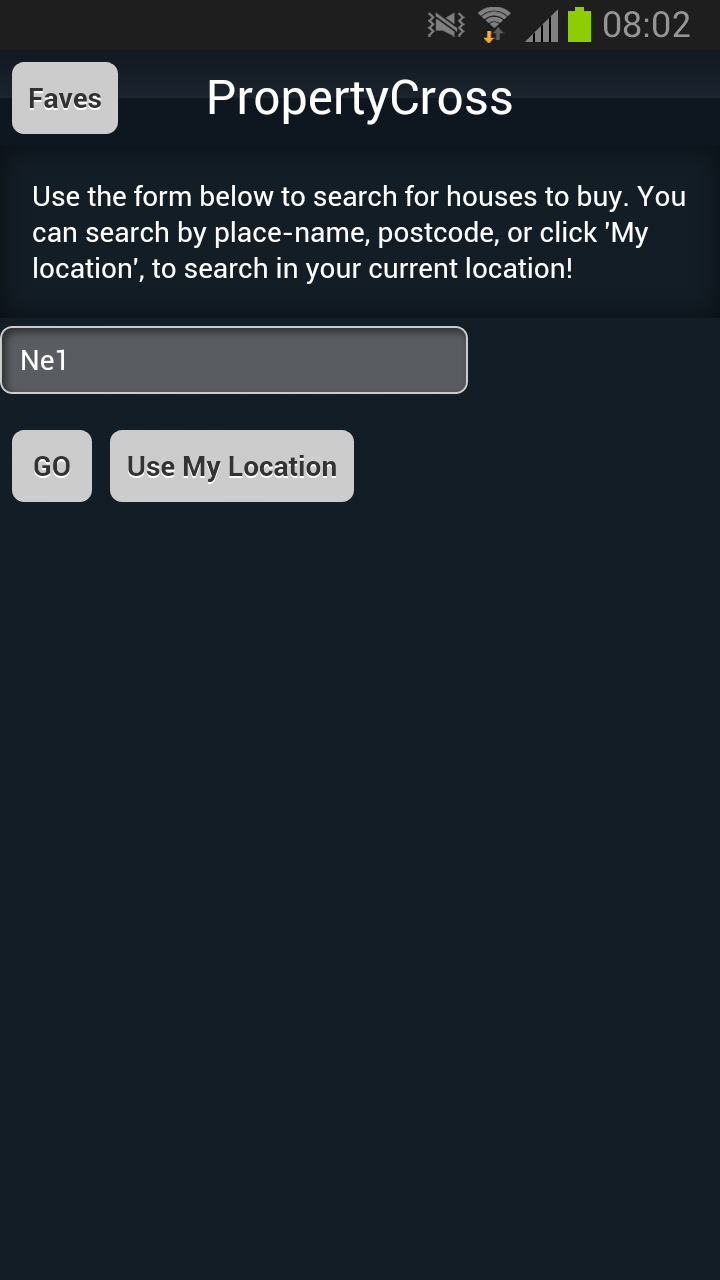 08:02
Faves
PropertyCross
Use the form below to search for houses to buy. You
can search by place-name, postcode, or click 'My
location', to search in your current location!
Ne1
GO
Use My Location